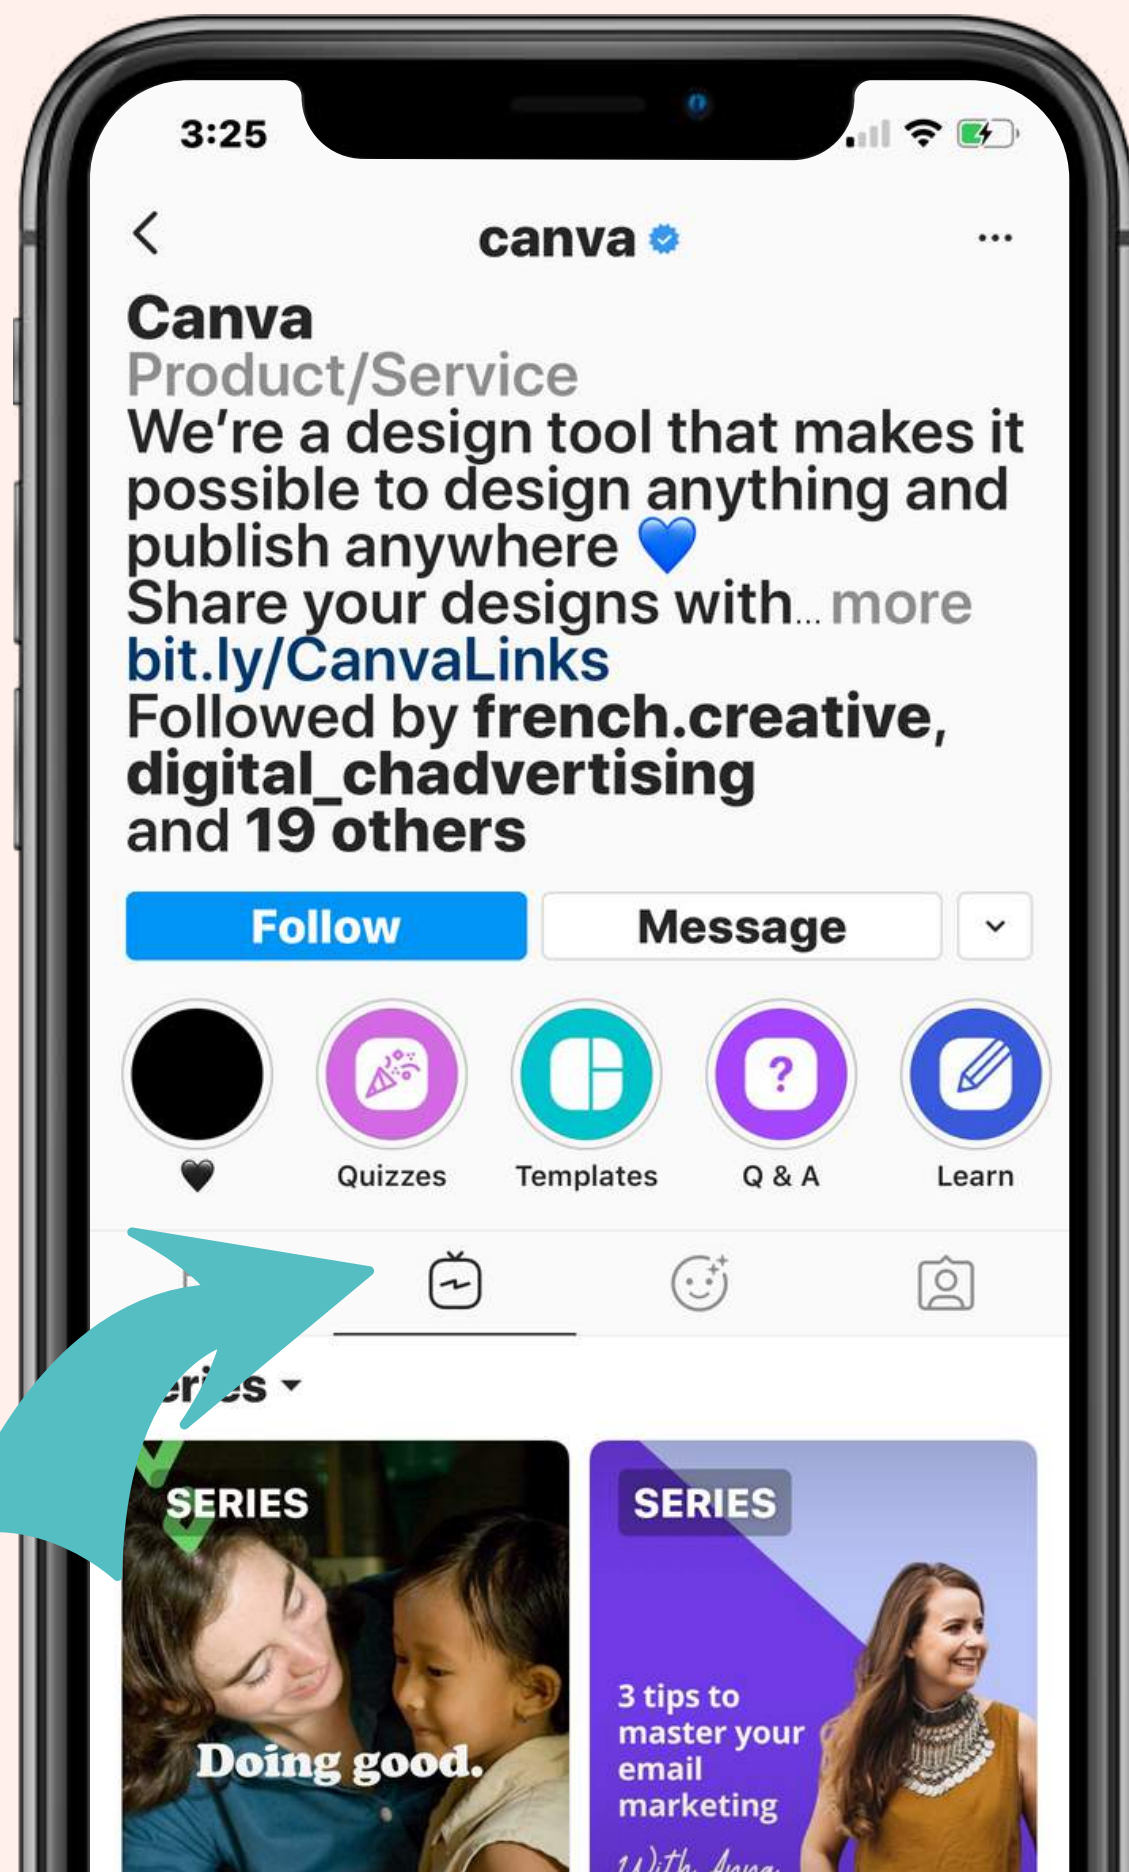 3:25
canva
Canva
Product/Service
We're a design tool that makes it
possible to design anything and
publish anywhere 💙
Share your designs with... more
bit.ly/CanvaLinks
Followed by french.creative,
digital_chadvertising
and 19 others
Follow
Message
🖤
Quizzes
Templates
?
Q & A
Learn
SERIES
Doing good.
SERIES
3 tips to
master your
email
marketing
With Anna